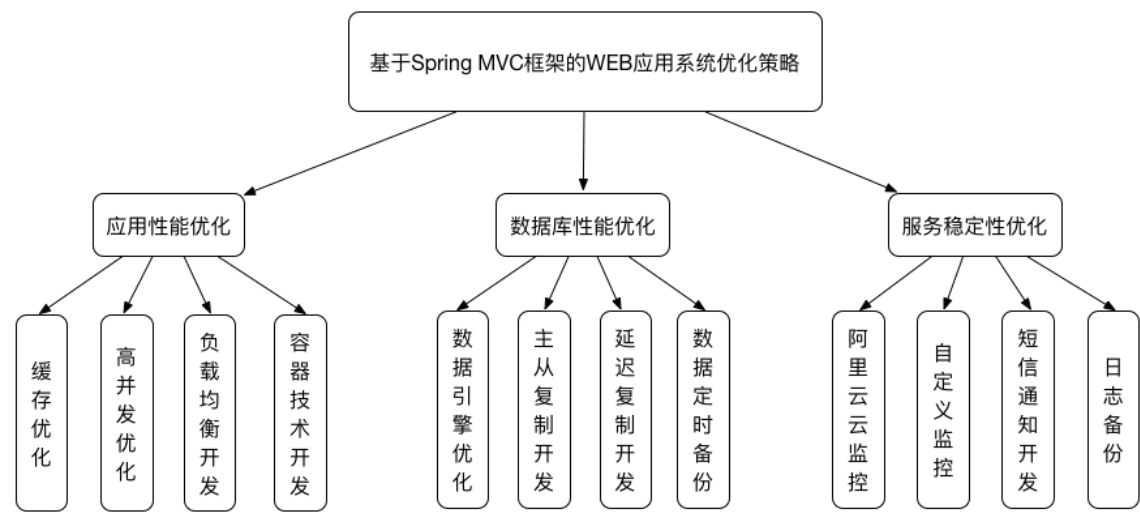 基于Spring MVC框架的WEB应用系统优化策略
应用性能优化
数据库性能优化
服务稳定性优化
缓存优化
高并发优化
负载均衡开发
容器技术开发
数据引擎优化
主从复制开发
延迟复制开发
数据定时备份
阿里云云监控
自定义监控
短信通知开发
日志备份